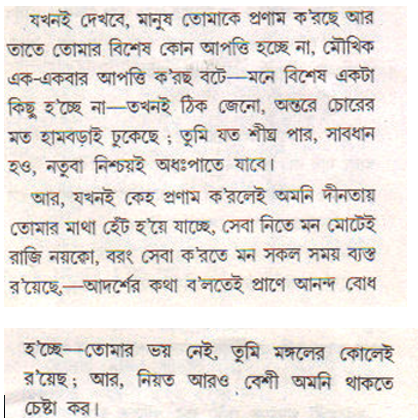 যখনই দেখবে, মানুষ তোমাকে প্রণাম ক'রছে আর
তাতে তোমার বিশেষ কোন আপত্তি হচ্ছে না, মৌখিক
এক-একবার আপত্তি ক'রছ বটে—মনে বিশেষ একটা
কিছু হ'চ্ছে না—তখনই ঠিক জেনো, অন্তরে চোরের
মত হামবড়াই ঢুকেছে ; তুমি যত শীঘ্র পার, সাবধান
হও, নতুবা নিশ্চয়ই অধঃপাতে যাবে।
আর, যখনই কেহ প্রণাম ক'রলেই অমনি দীনতায়
তোমার মাথা হেঁট হ'য়ে যাচ্ছে, সেবা নিতে মন মোটেই
রাজি নয়কো, বরং সেবা ক'রতে মন সকল সময় ব্যস্ত
র'য়েছে,—আদর্শের কথা ব'লতেই প্রাণে আনন্দ বোধ
হ'চ্ছে—তোমার ভয় নেই, তুমি মঙ্গলের কোলেই
র'য়েছ ; আর, নিয়ত আরও বেশী অমনি থাকতে
চেষ্টা কর।